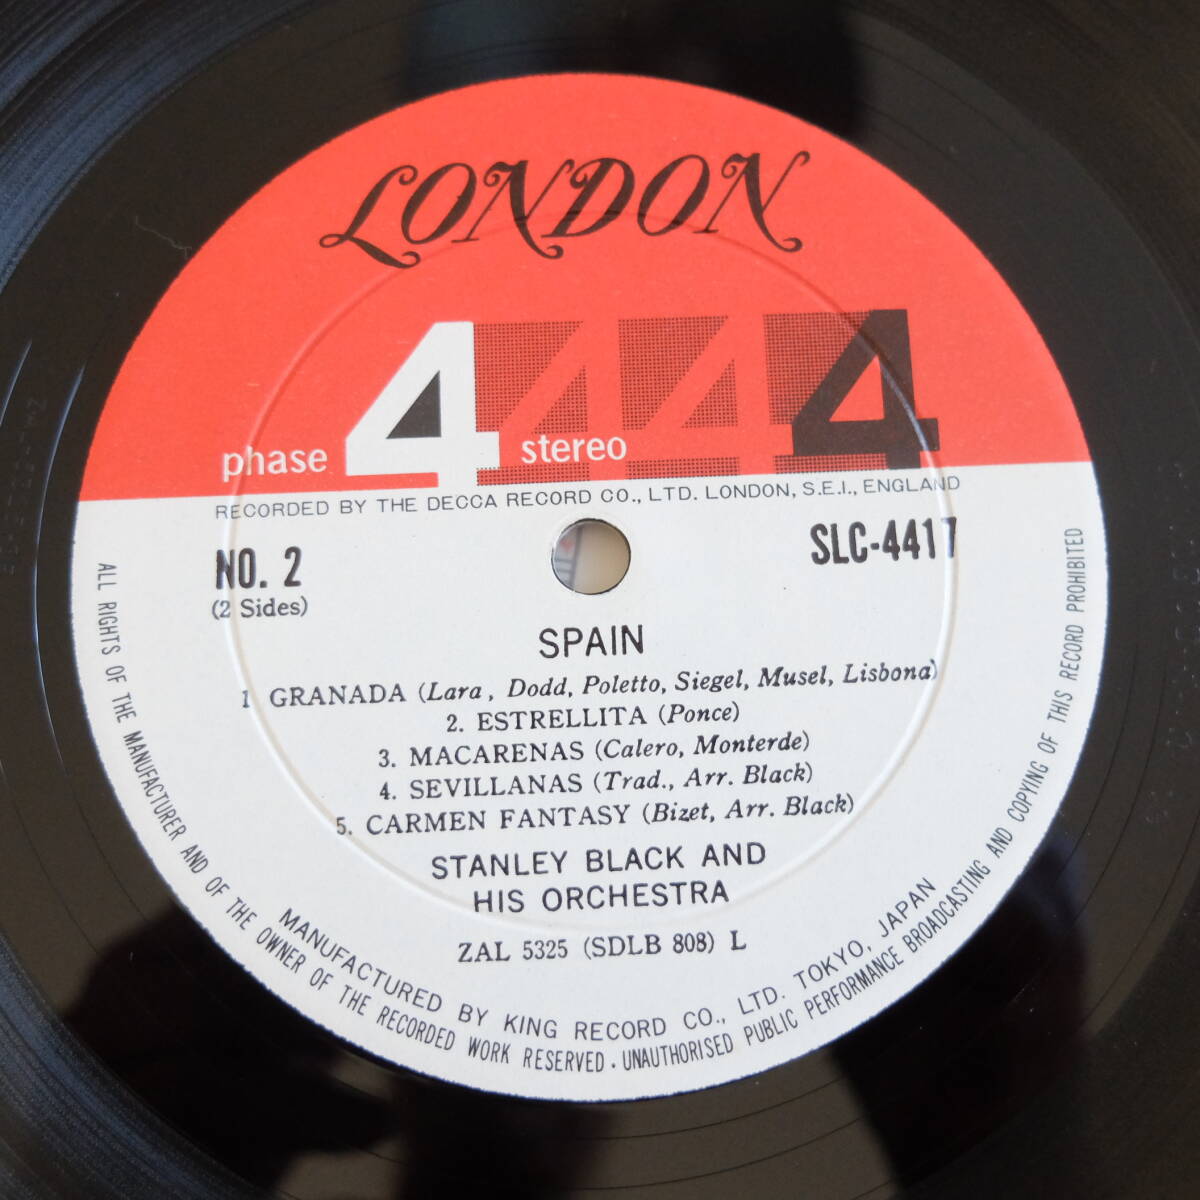 LONDON
phase 4 stereo 4 4 4
RECORDED BY THE DECCA RECORD CO., LTD. LONDON, S.E.I., ENGLAND
NO. 2
(2 Sides)
SLC-4417
SPAIN
1 GRANADA (Lara, Dodd, Poletto, Siegel, Musel, Lisbona)
2. ESTRELLITA (Ponce)
3. MACARENAS (Calero, Monterde)
4. SEVILLANAS (Trad., Arr. Black)
5. CARMEN FANTASY (Bizet, Arr. Black)
STANLEY BLACK AND
HIS ORCHESTRA
ZAL 5325 (SDLB 808) L
MANUFACTURED BY KING RECORD CO., LTD. TOKYO, JAPAN
ALL RIGHTS OF THE MANUFACTURER AND OF THE OWNER OF THE RECORDED WORK RESERVED. UNAUTHORISED PUBLIC PERFORMANCE BROADCASTING AND COPYING OF THIS RECORD PROHIBITED